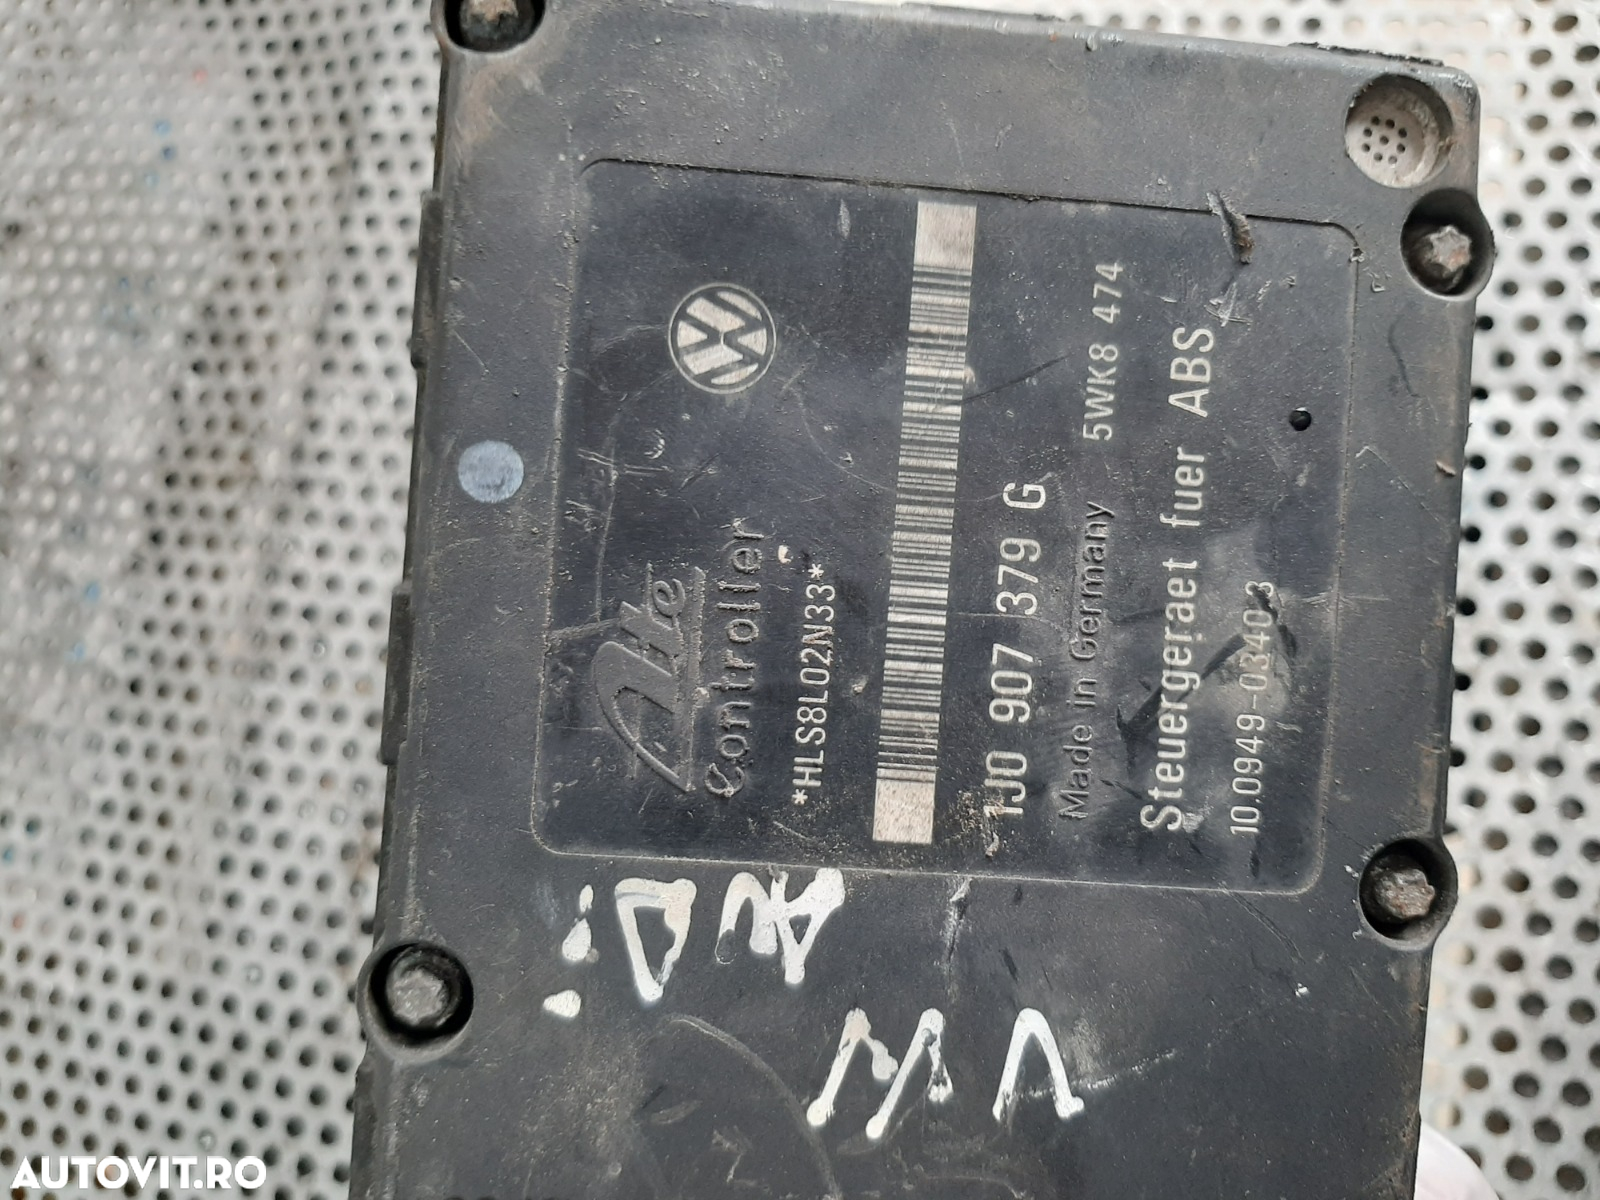 Ate
Controller
*HLS8L02N33*
1J0 907 379 G
Made in Germany 5WK8 474
Steuergeraet fuer ABS
10.0949-0340.3
AUDi
VW
AUTOVIT.RO